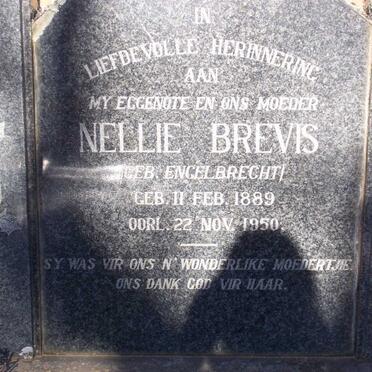 IN
LIEFDEVOLLE HERINNERING
AAN
MY EGGENOTE EN ONS MOEDER
NELLIE BREVIS
(GEB. ENGELBRECHT)
GEB. 11 FEB. 1889
OORL. 22 NOV. 1950.
SY WAS VIR ONS N' WONDERLIKE MOEDERTJIE.
ONS DANK GOD VIR HAAR.